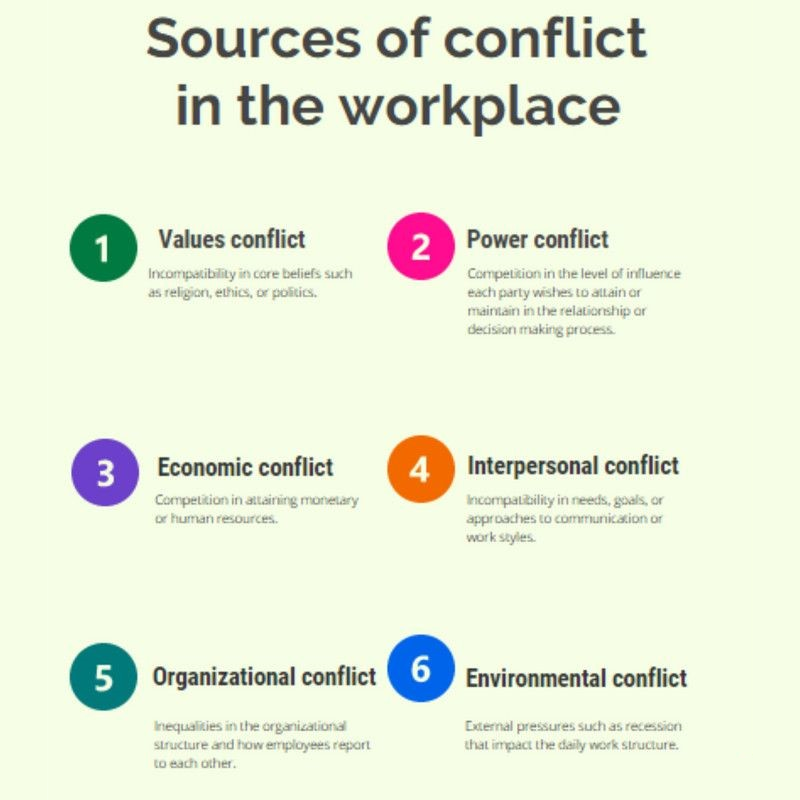 Sources of conflict
in the workplace
1
Values conflict
Incompatibility in core beliefs such
as religion, ethics, or politics.
2
Power conflict
Competition in the level of influence
each party wishes to attain or
maintain in the relationship or
decision making process.
3
Economic conflict
Competition in attaining monetary
or human resources.
4
Interpersonal conflict
Incompatibility in needs, goals, or
approaches to communication or
work styles.
5
Organizational conflict
Inequalities in the organizational
structure and how employees report
to each other.
6
Environmental conflict
External pressures such as recession
that impact the daily work structure.